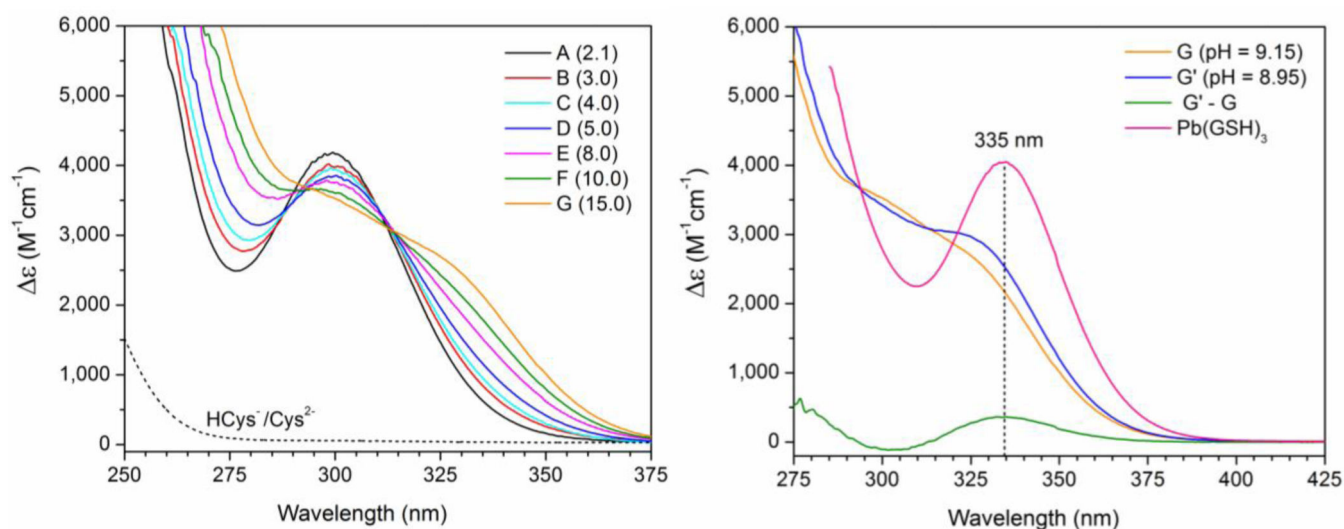 6,000
5,000
4,000
3,000
2,000
1,000
0
Δε (M⁻¹cm⁻¹)
A (2.1)
B (3.0)
C (4.0)
D (5.0)
E (8.0)
F (10.0)
G (15.0)
HCys⁻/Cys²⁻
250 275 300 325 350 375
Wavelength (nm)
6,000
5,000
4,000
3,000
2,000
1,000
0
Δε (M⁻¹cm⁻¹)
G (pH = 9.15)
G' (pH = 8.95)
G' - G
Pb(GSH)₃
335 nm
275 300 325 350 375 400 425
Wavelength (nm)